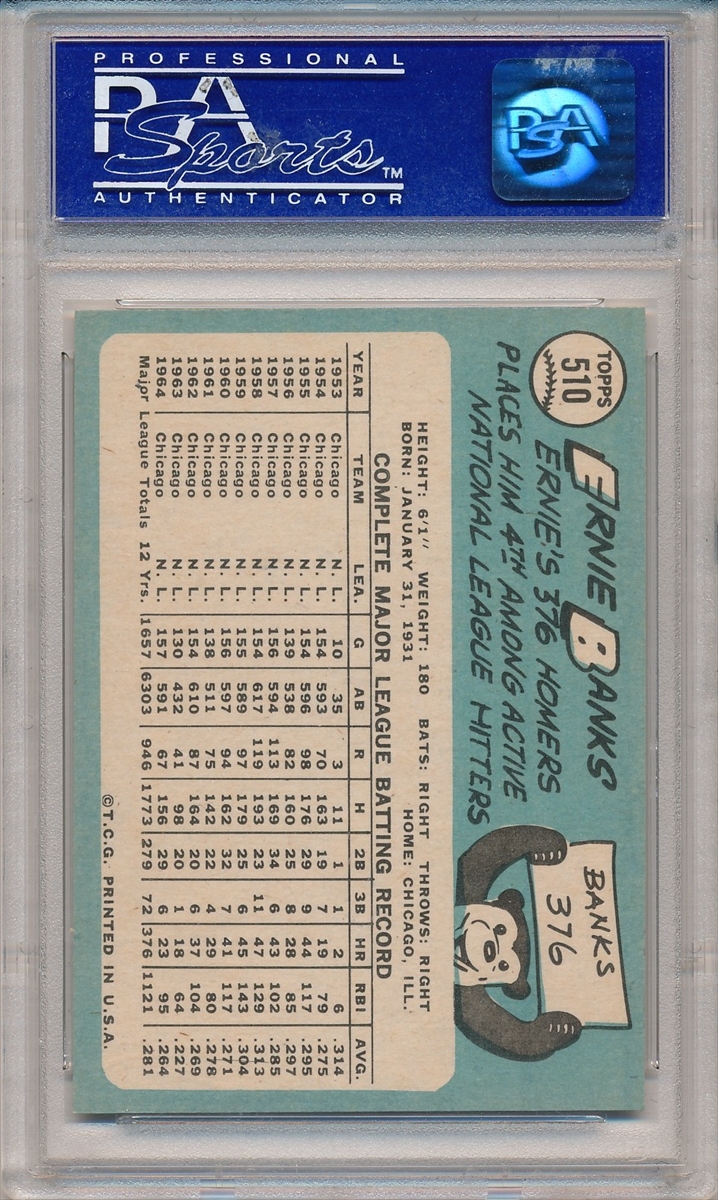 PROFESSIONAL
PSA
Sports™
AUTHENTICATOR
PSA
TOPPS
510
ERNIE BANKS
ERNIE'S 376 HOMERS
PLACES HIM 4TH AMONG ACTIVE
NATIONAL LEAGUE HITTERS
BANKS
376
HEIGHT: 6'1" WEIGHT: 180 BATS: RIGHT THROWS: RIGHT
BORN: JANUARY 31, 1931 HOME: CHICAGO, ILL.
COMPLETE MAJOR LEAGUE BATTING RECORD
YEAR TEAM LEA. G AB R H 2B 3B HR RBI AVG.
1953 Chicago N. L. 10 35 3 11 1 1 2 6 .314
1954 Chicago N. L. 154 593 70 163 19 7 19 79 .275
1955 Chicago N. L. 154 596 98 176 29 9 44 117 .295
1956 Chicago N. L. 139 538 82 160 25 8 28 85 .297
1957 Chicago N. L. 156 594 113 169 34 6 43 102 .285
1958 Chicago N. L. 154 617 119 193 23 11 47 129 .313
1959 Chicago N. L. 155 589 97 179 25 6 45 143 .304
1960 Chicago N. L. 156 597 94 162 32 7 41 117 .271
1961 Chicago N. L. 138 511 75 142 22 4 29 80 .278
1962 Chicago N. L. 154 610 87 164 20 6 37 104 .269
1963 Chicago N. L. 130 432 41 98 20 1 18 64 .227
1964 Chicago N. L. 157 591 67 156 29 6 23 95 .264
Major League Totals 12 Yrs. 1657 6303 946 1773 279 72 376 1121 .281
©T.C.G. PRINTED IN U.S.A.